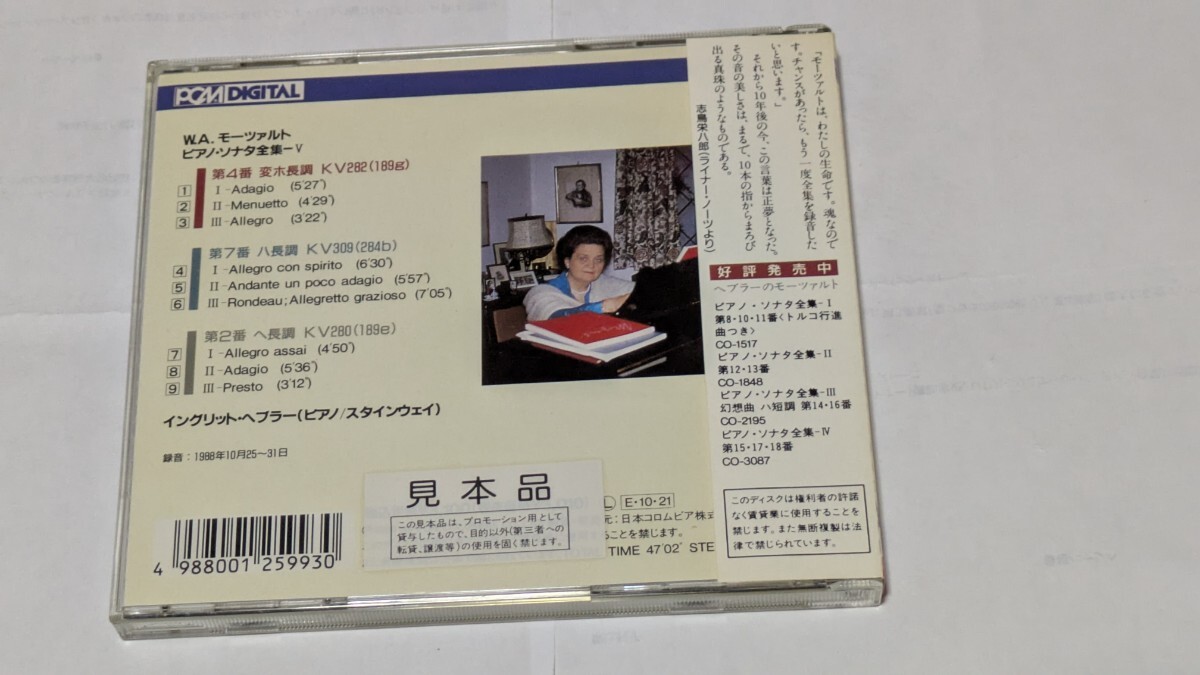 PCM DIGITAL
W.A. モーツァルト
ピアノ・ソナタ全集-V
第4番 変ホ長調 KV282(189g)
1 I-Adagio (5'27")
2 II-Menuetto (4'29")
3 III-Allegro (3'22")
第7番 ハ長調 KV309(284b)
4 I-Allegro con spirito (6'30")
5 II-Andante un poco adagio (5'57")
6 III-Rondeau; Allegretto grazioso (7'05")
第2番 ヘ長調 KV280(189e)
7 I-Allegro assai (4'50")
8 II-Adagio (5'36")
9 III-Presto (3'12")
イングリット・ヘブラー(ピアノ/スタインウェイ)
録音:1988年10月25~31日
見本品
この見本品は、プロモーション用として
貸与したもので、目的以外(第三者への
転貸、譲渡等)の使用を固く禁じます。
4 988001 259930
L E・10・21
元:日本コロムビア株式
ることを禁じます。
TIME 47'02" STE
「モーツァルトは、わたしの生命です。魂なので
す。チャンスがあったら、もう一度全集を録音した
いと思います。」
それから10年後の今、この言葉は正夢となった。
その音の美しさは、まるで、10本の指からまろび
出る真珠のようなものである。
志鳥栄八郎(ライナー・ノーツより)
好評発売中
ヘブラーのモーツァルト
ピアノ・ソナタ全集-I
第8・10・11番<トルコ行進
曲つき>
CO-1517
ピアノ・ソナタ全集-II
第12・13番
CO-1848
ピアノ・ソナタ全集-III
幻想曲 ハ短調 第14・16番
CO-2195
ピアノ・ソナタ全集-IV
第15・17・18番
CO-3087
このディスクは権利者の許諾
なく賃貸業に使用することを
禁じます。また無断複製は法
律で禁じられています。